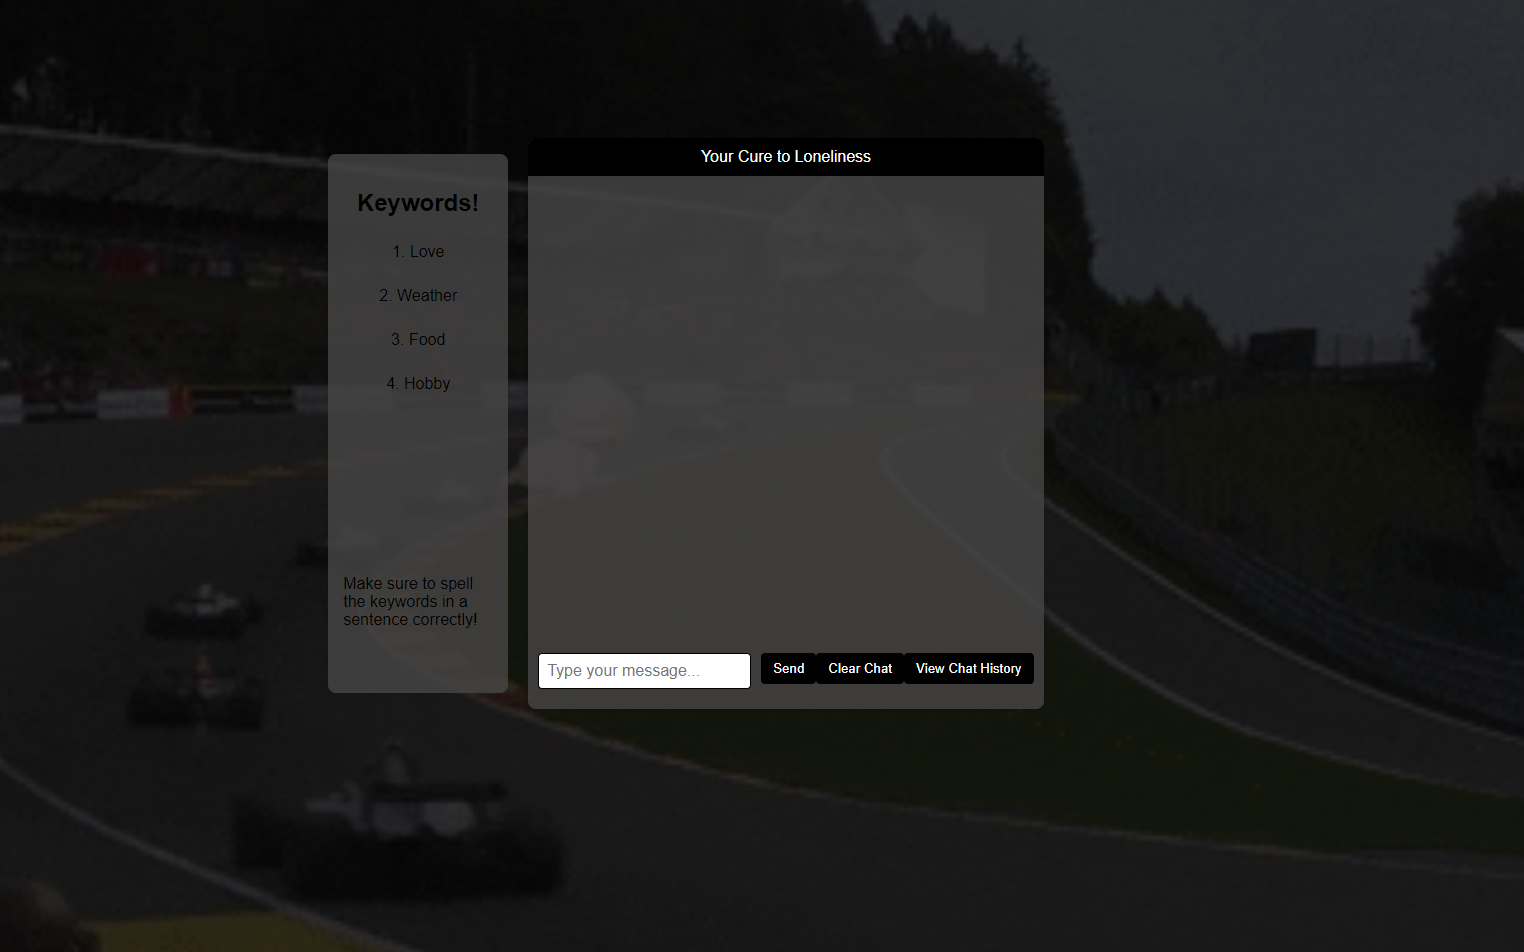 Your Cure to Loneliness
Keywords!
1. Love
2. Weather
3. Food
4. Hobby
Make sure to spell
the keywords in a
sentence correctly!
Type your message...
Send
Clear Chat
View Chat History